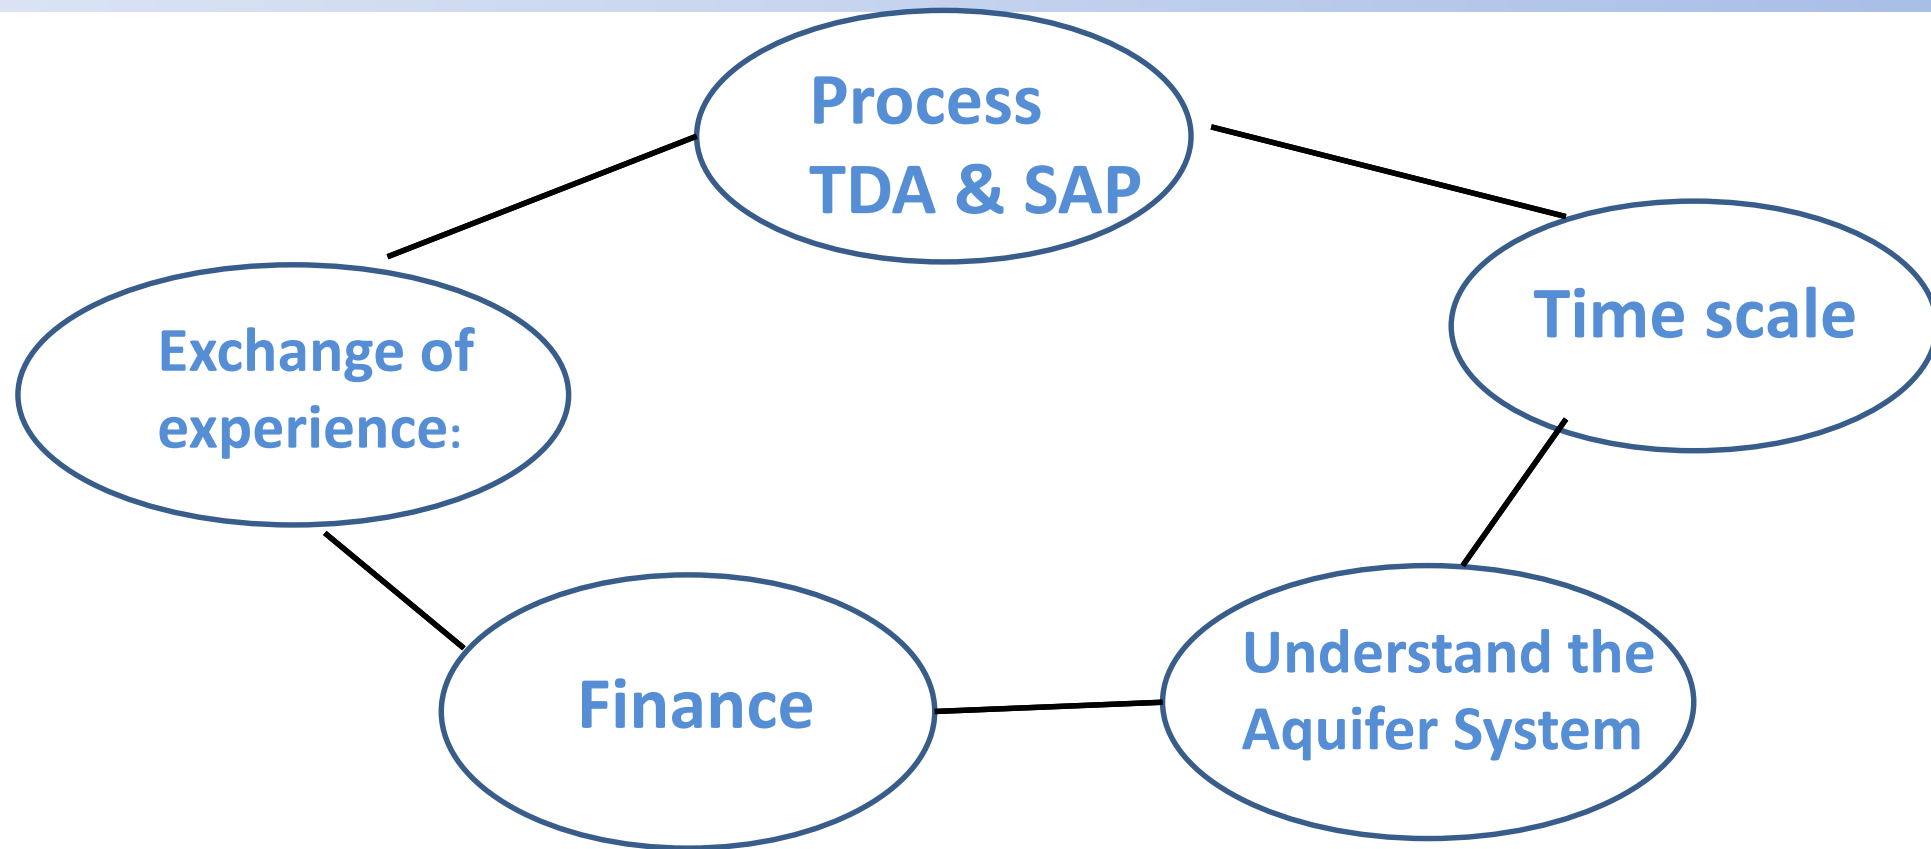 Process
TDA & SAP
Time scale
Exchange of
experience:
Understand the
Aquifer System
Finance